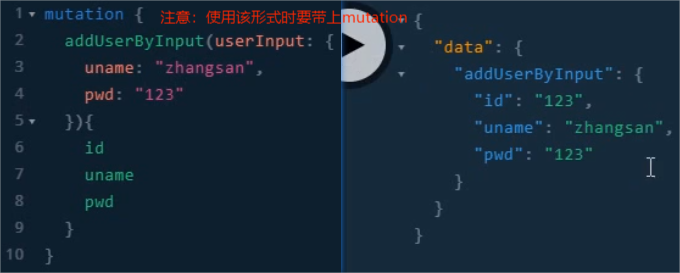 1 mutation { 注意：使用该形式时要带上mutation
2 addUserByInput(userInput: {
3 uname: "zhangsan",
4 pwd: "123"
5 }){
6 id
7 uname
8 pwd
9 }
10 }
{
"data": {
"addUserByInput": {
"id": "123",
"uname": "zhangsan",
"pwd": "123"
}
}
}